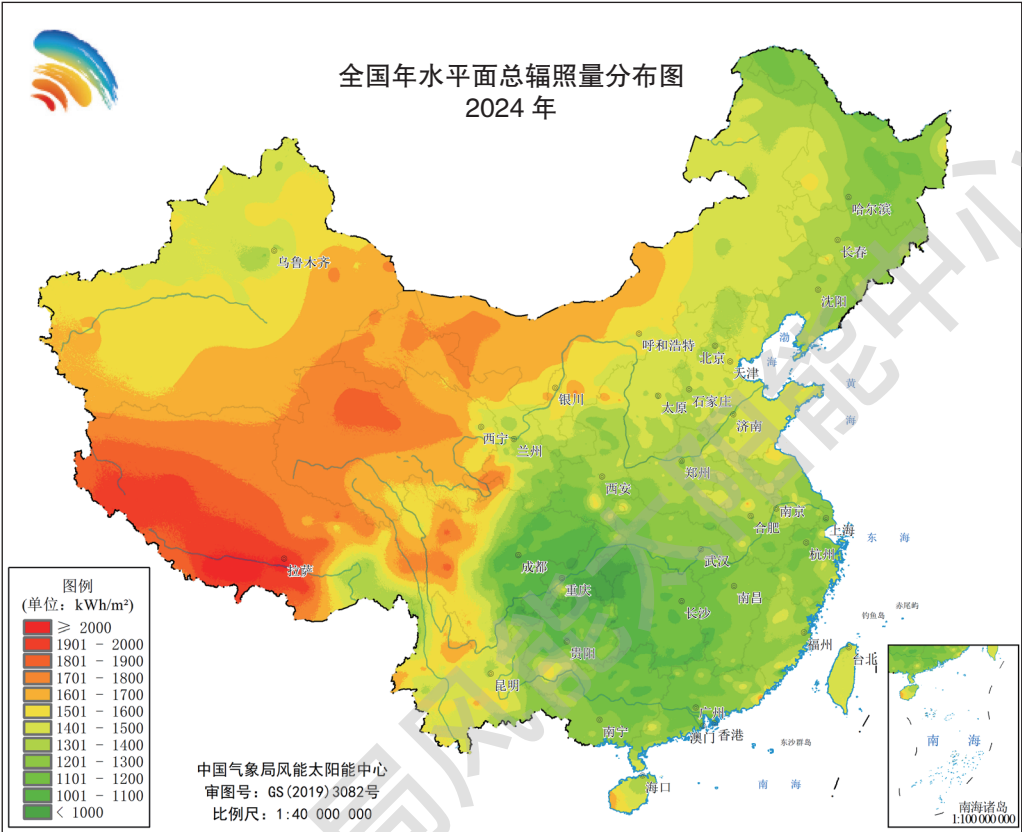 全国年水平面总辐照量分布图
2024 年
哈尔滨
长春
乌鲁木齐
沈阳
呼和浩特
渤
海
北京
天津
黄
海
银川
太原
石家庄
济南
西宁
兰州
郑州
西安
南京
合肥
上海
东 海
杭州
武汉
成都
拉萨
重庆
南昌
长沙
赤尾屿
钓鱼岛
福州
台北
贵阳
昆明
广州
南宁
澳门
香港
东沙群岛
海口
南 海
图例
(单位: kWh/m²)
≥ 2000
1901 - 2000
1801 - 1900
1701 - 1800
1601 - 1700
1501 - 1600
1401 - 1500
1301 - 1400
1201 - 1300
1101 - 1200
1001 - 1100
< 1000
中国气象局风能太阳能中心
审图号: GS(2019)3082号
比例尺: 1:40 000 000
南 海
南海诸岛
1:100 000 000
局风能太阳能中心